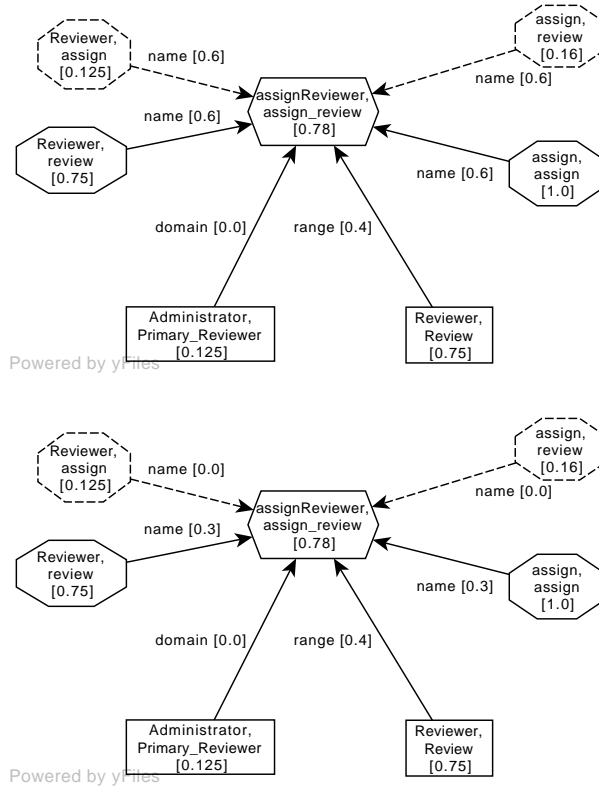 Reviewer,
assign
[0.125]
name [0.6]
assign,
review
[0.16]
name [0.6]
assignReviewer,
assign_review
[0.78]
name [0.6]
Reviewer,
review
[0.75]
name [0.6]
assign,
assign
[1.0]
domain [0.0]
range [0.4]
Administrator,
Primary_Reviewer
[0.125]
Reviewer,
Review
[0.75]
Powered by yFiles
Reviewer,
assign
[0.125]
name [0.0]
assign,
review
[0.16]
name [0.0]
assignReviewer,
assign_review
[0.78]
name [0.3]
Reviewer,
review
[0.75]
name [0.3]
assign,
assign
[1.0]
domain [0.0]
range [0.4]
Administrator,
Primary_Reviewer
[0.125]
Reviewer,
Review
[0.75]
Powered by yFiles